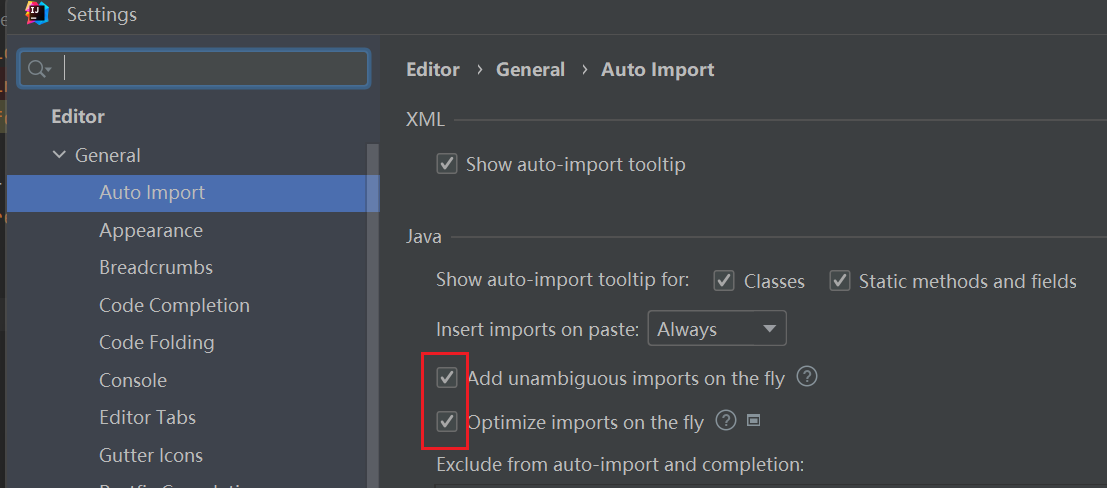 Settings
Editor
General
Auto Import
Appearance
Breadcrumbs
Code Completion
Code Folding
Console
Editor Tabs
Gutter Icons
Editor › General › Auto Import
XML
Show auto-import tooltip
Java
Show auto-import tooltip for: Classes Static methods and fields
Insert imports on paste: Always
Add unambiguous imports on the fly ?
Optimize imports on the fly ?
Exclude from auto-import and completion: